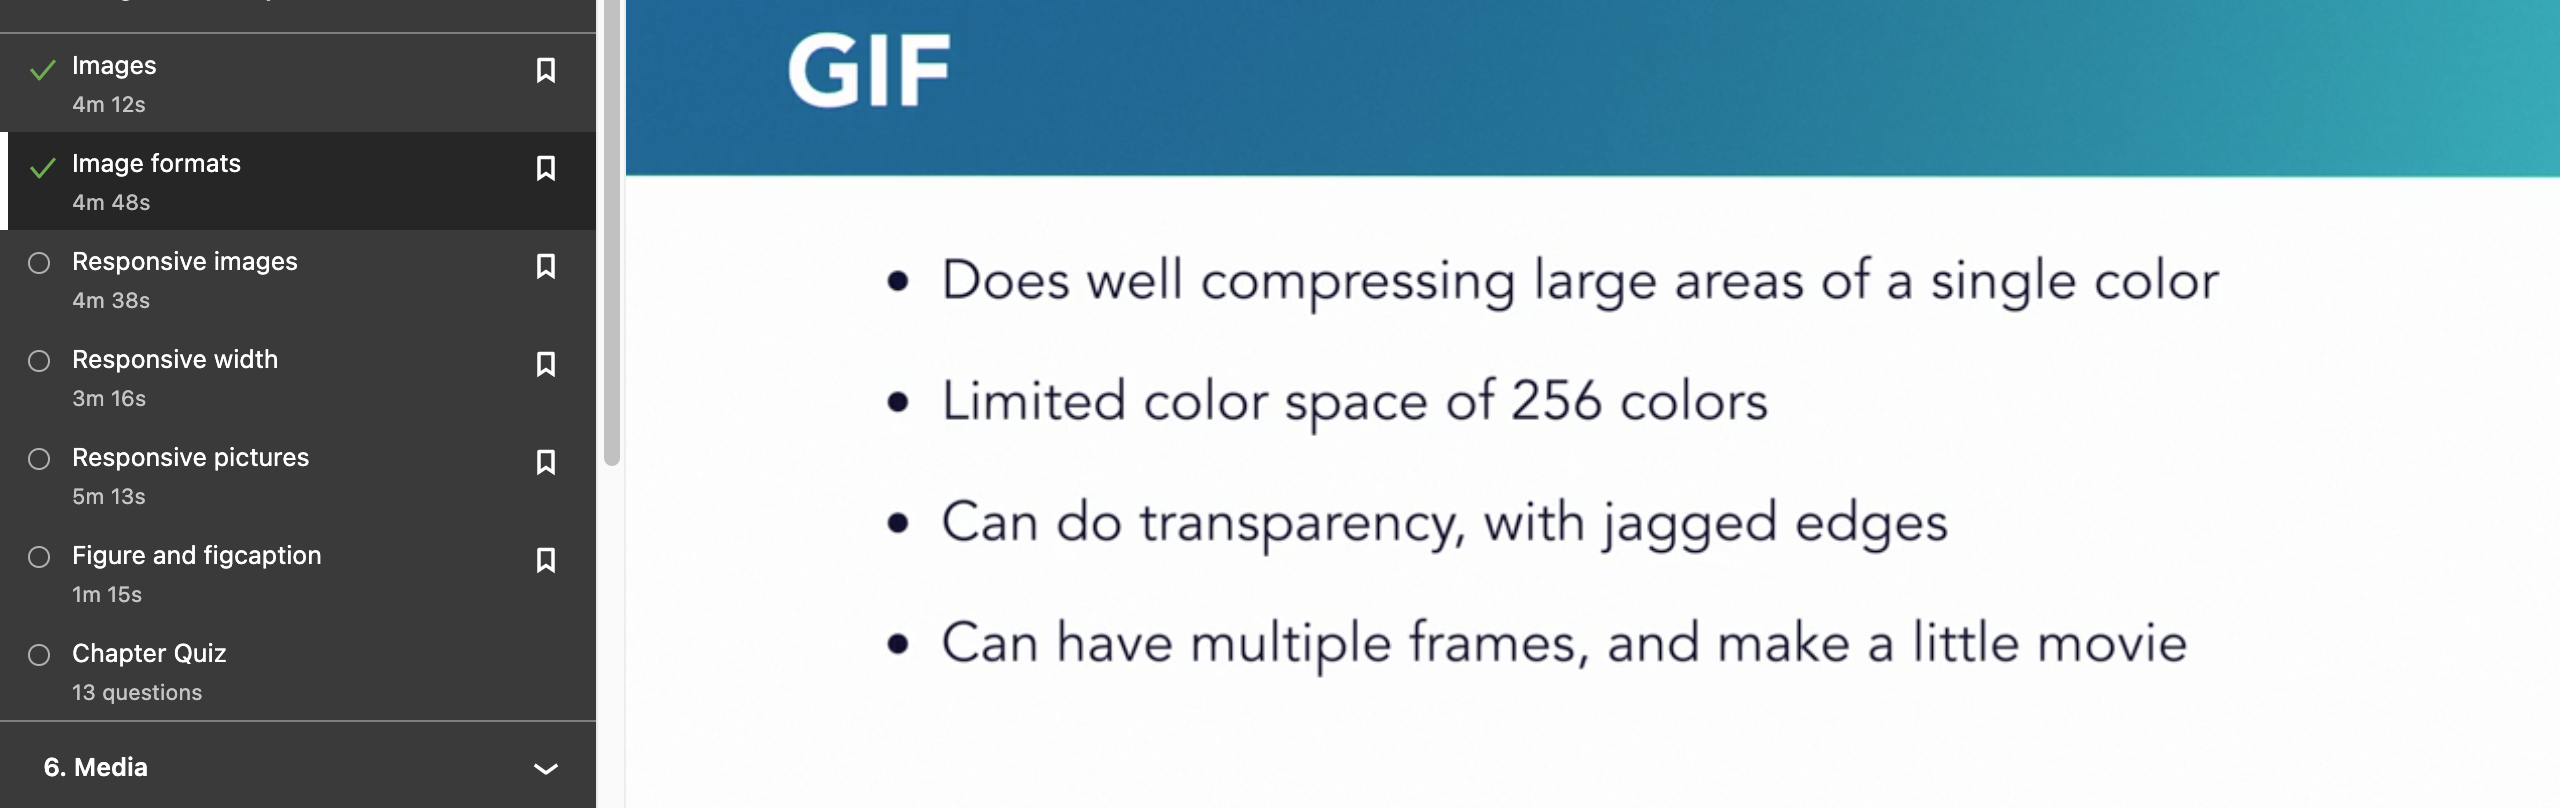 Images
4m 12s
Image formats
4m 48s
Responsive images
4m 38s
Responsive width
3m 16s
Responsive pictures
5m 13s
Figure and figcaption
1m 15s
Chapter Quiz
13 questions
6. Media
GIF
• Does well compressing large areas of a single color
• Limited color space of 256 colors
• Can do transparency, with jagged edges
• Can have multiple frames, and make a little movie